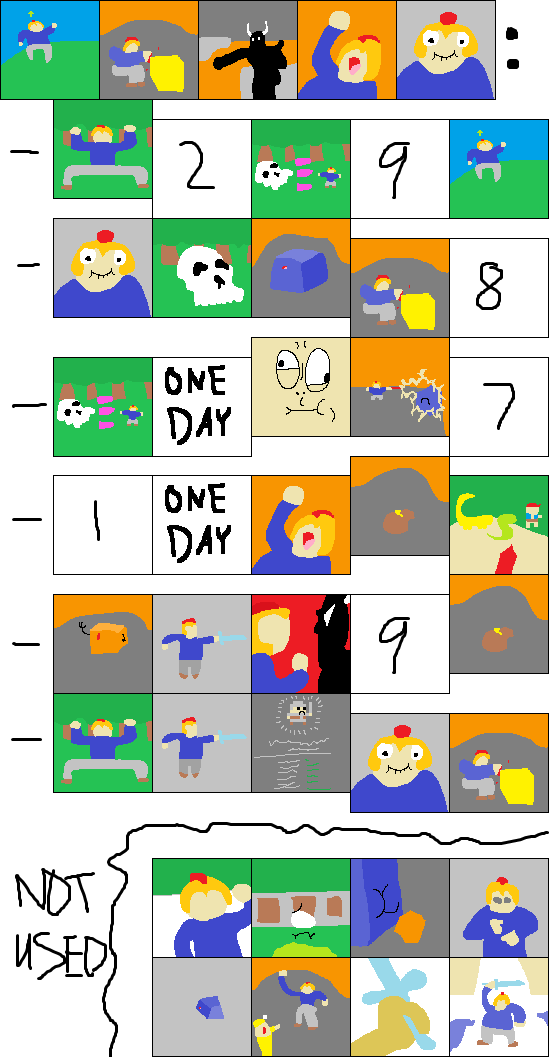 :
- 2 9
- 8
- ONE DAY 7
- 1 ONE DAY
- 9
-
NOT USED